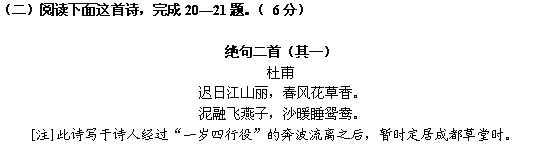 (二）阅读下面这首诗，完成20—21题。（ 6分）
绝句二首（其一）
杜甫
迟日江山丽，春风花草香。
泥融飞燕子，沙暖睡鸳鸯。
[注]此诗写于诗人经过“一岁四行役”的奔波流离之后，暂时定居成都草堂时。